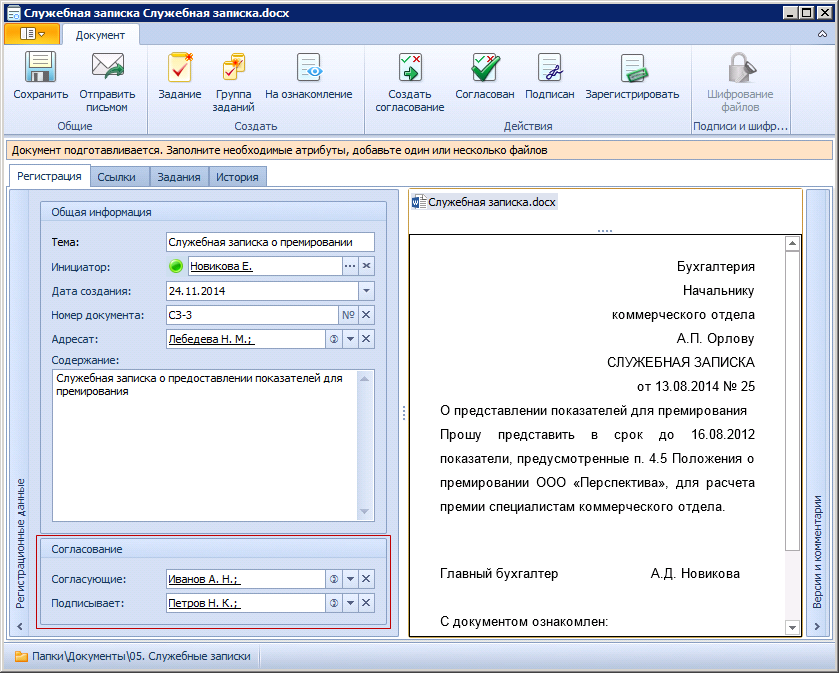 Служебная записка Служебная записка.docx
Документ
Сохранить
Отправить
письмом
Общие
Задание
Группа
заданий
На ознакомление
Создать
Создать
согласование
Согласован
Подписан
Зарегистрировать
Действия
Шифрование
файлов
Подписи и шифр...
Документ подготавливается. Заполните необходимые атрибуты, добавьте один или несколько файлов
Регистрация
Ссылки
Задания
История
Регистрационные данные
Общая информация
Тема: Служебная записка о премировании
Инициатор: Новикова Е. ...
Дата создания: 24.11.2014
Номер документа: СЗ-3 №
Адресат: Лебедева Н. М.;
Содержание:
Служебная записка о предоставлении показателей для
премирования
Согласование
Согласующие: Иванов А. Н.;
Подписывает: Петров Н. К.;
Служебная записка.docx
Бухгалтерия
Начальнику
коммерческого отдела
А.П. Орлову
СЛУЖЕБНАЯ ЗАПИСКА
от 13.08.2014 № 25
О представлении показателей для премирования
Прошу представить в срок до 16.08.2012
показатели, предусмотренные п. 4.5 Положения о
премировании ООО «Перспектива», для расчета
премии специалистам коммерческого отдела.
Главный бухгалтер А.Д. Новикова
С документом ознакомлен:
Версии и комментарии
Папки\Документы\05. Служебные записки